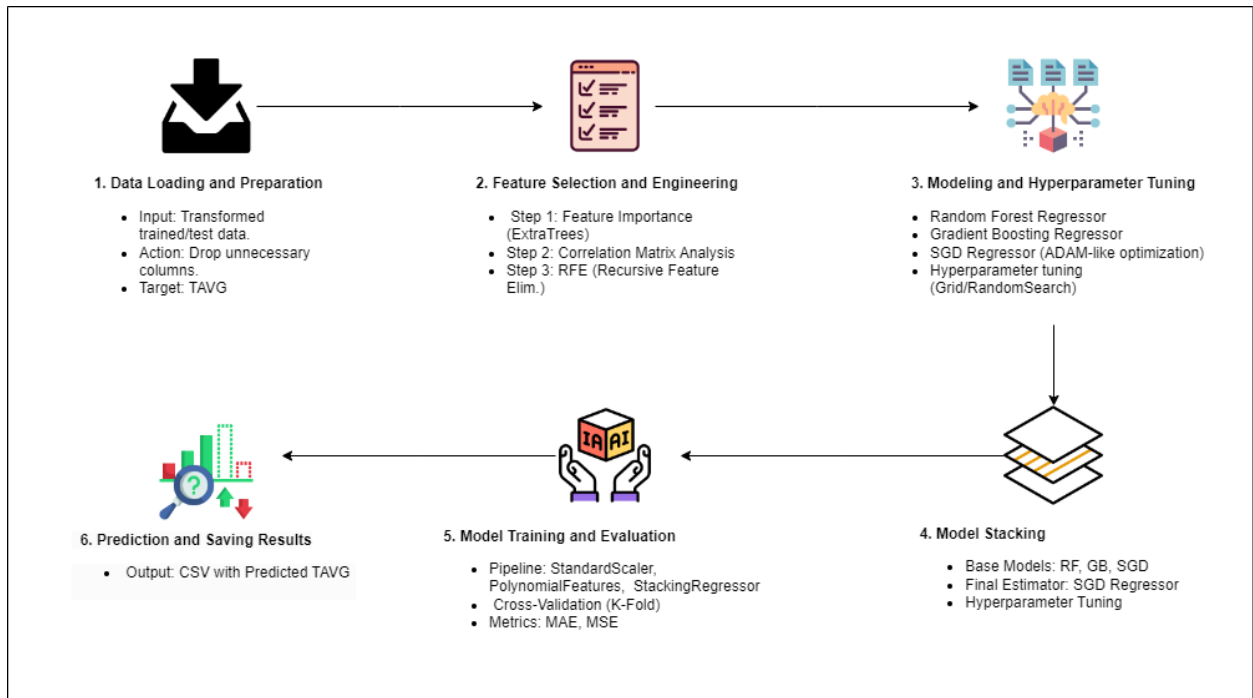 1. Data Loading and Preparation
Input: Transformed
trained/test data.
Action: Drop unnecessary
columns.
Target: TAVG
2. Feature Selection and Engineering
Step 1: Feature Importance
(ExtraTrees)
Step 2: Correlation Matrix Analysis
Step 3: RFE (Recursive Feature
Elim.)
3. Modeling and Hyperparameter Tuning
Random Forest Regressor
Gradient Boosting Regressor
SGD Regressor (ADAM-like optimization)
Hyperparameter tuning
(Grid/RandomSearch)
4. Model Stacking
Base Models: RF, GB, SGD
Final Estimator: SGD Regressor
Hyperparameter Tuning
IA AI
5. Model Training and Evaluation
Pipeline: StandardScaler,
PolynomialFeatures, StackingRegressor
Cross-Validation (K-Fold)
Metrics: MAE, MSE
?
6. Prediction and Saving Results
Output: CSV with Predicted TAVG